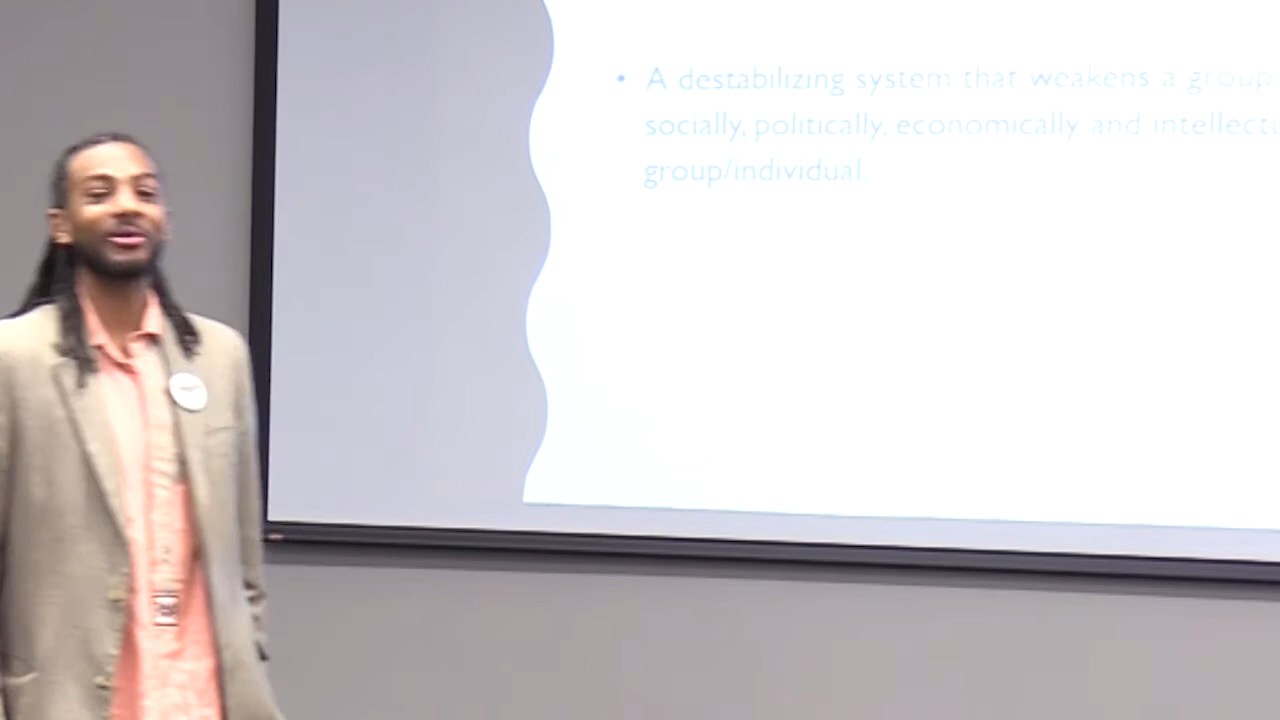 • A destabilizing system that weakens a group
socially, politically, economically and intellectu
group/individual.